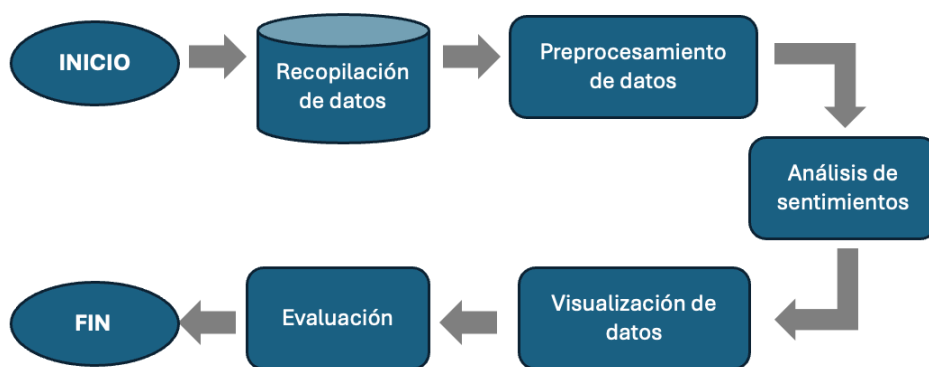 INICIO
Recopilación
de datos
Preprocesamiento
de datos
Análisis de
sentimientos
Visualización de
datos
Evaluación
FIN